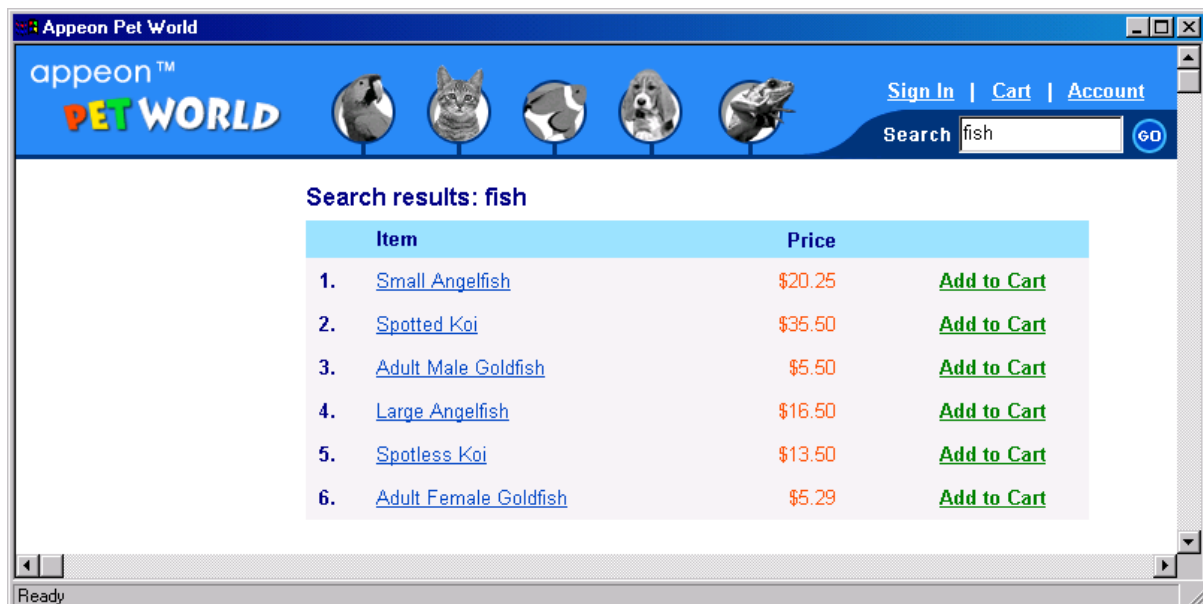 Appeon Pet World
appeon™
PET WORLD
Sign In | Cart | Account
Search fish GO
Search results: fish
Item Price
1. Small Angelfish $20.25 Add to Cart
2. Spotted Koi $35.50 Add to Cart
3. Adult Male Goldfish $5.50 Add to Cart
4. Large Angelfish $16.50 Add to Cart
5. Spotless Koi $13.50 Add to Cart
6. Adult Female Goldfish $5.29 Add to Cart
Ready